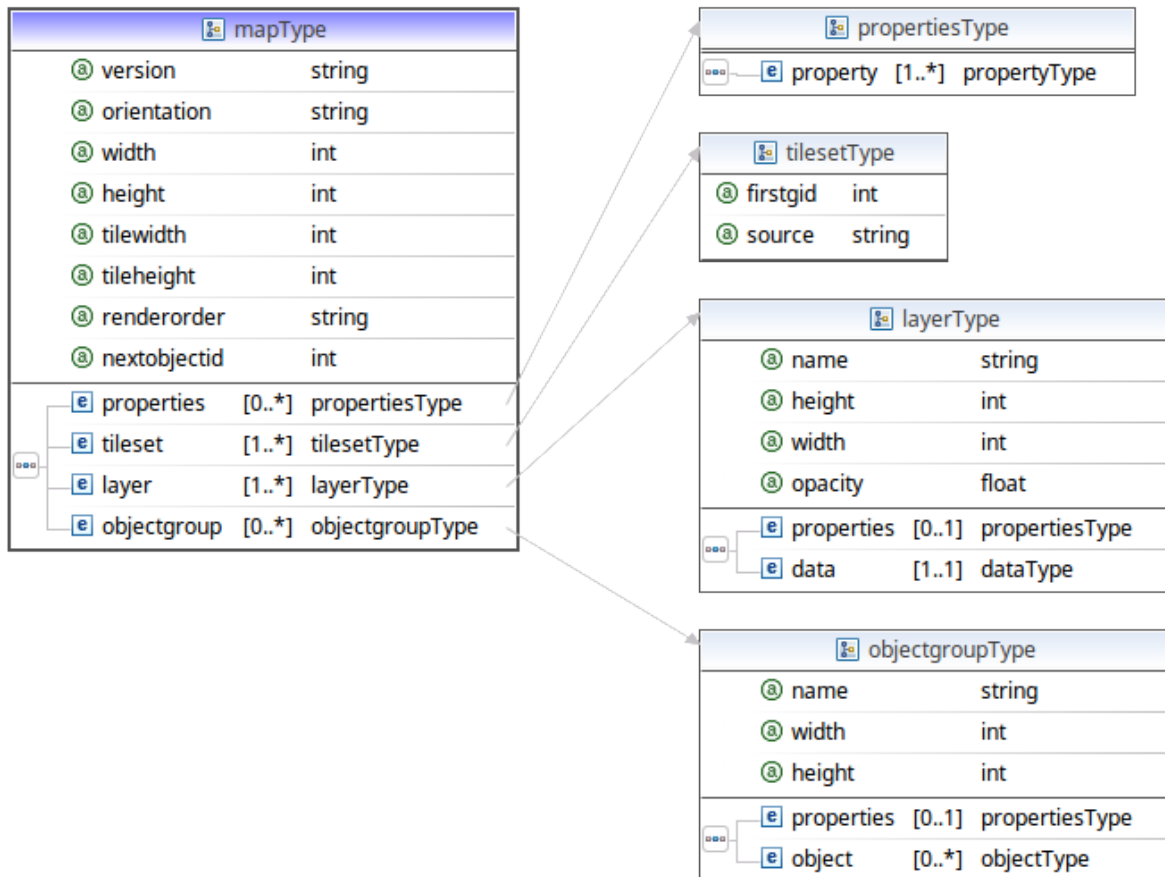 mapType
version string
orientation string
width int
height int
tilewidth int
tileheight int
renderorder string
nextobjectid int
properties [0..*] propertiesType
tileset [1..*] tilesetType
layer [1..*] layerType
objectgroup [0..*] objectgroupType
propertiesType
property [1..*] propertyType
tilesetType
firstgid int
source string
layerType
name string
height int
width int
opacity float
properties [0..1] propertiesType
data [1..1] dataType
objectgroupType
name string
width int
height int
properties [0..1] propertiesType
object [0..*] objectType